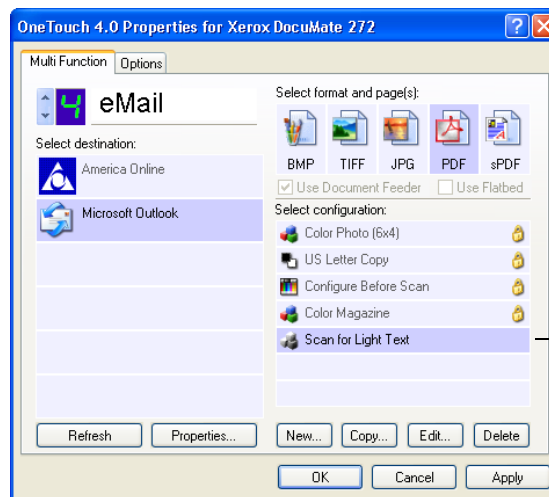 OneTouch 4.0 Properties for Xerox DocuMate 272
Multi Function Options
4 eMail
Select destination:
America Online
Microsoft Outlook
Refresh Properties...
Select format and page(s):
BMP TIFF JPG PDF sPDF
Use Document Feeder Use Flatbed
Select configuration:
Color Photo (6x4)
US Letter Copy
Configure Before Scan
Color Magazine
Scan for Light Text
New... Copy... Edit... Delete
OK Cancel Apply